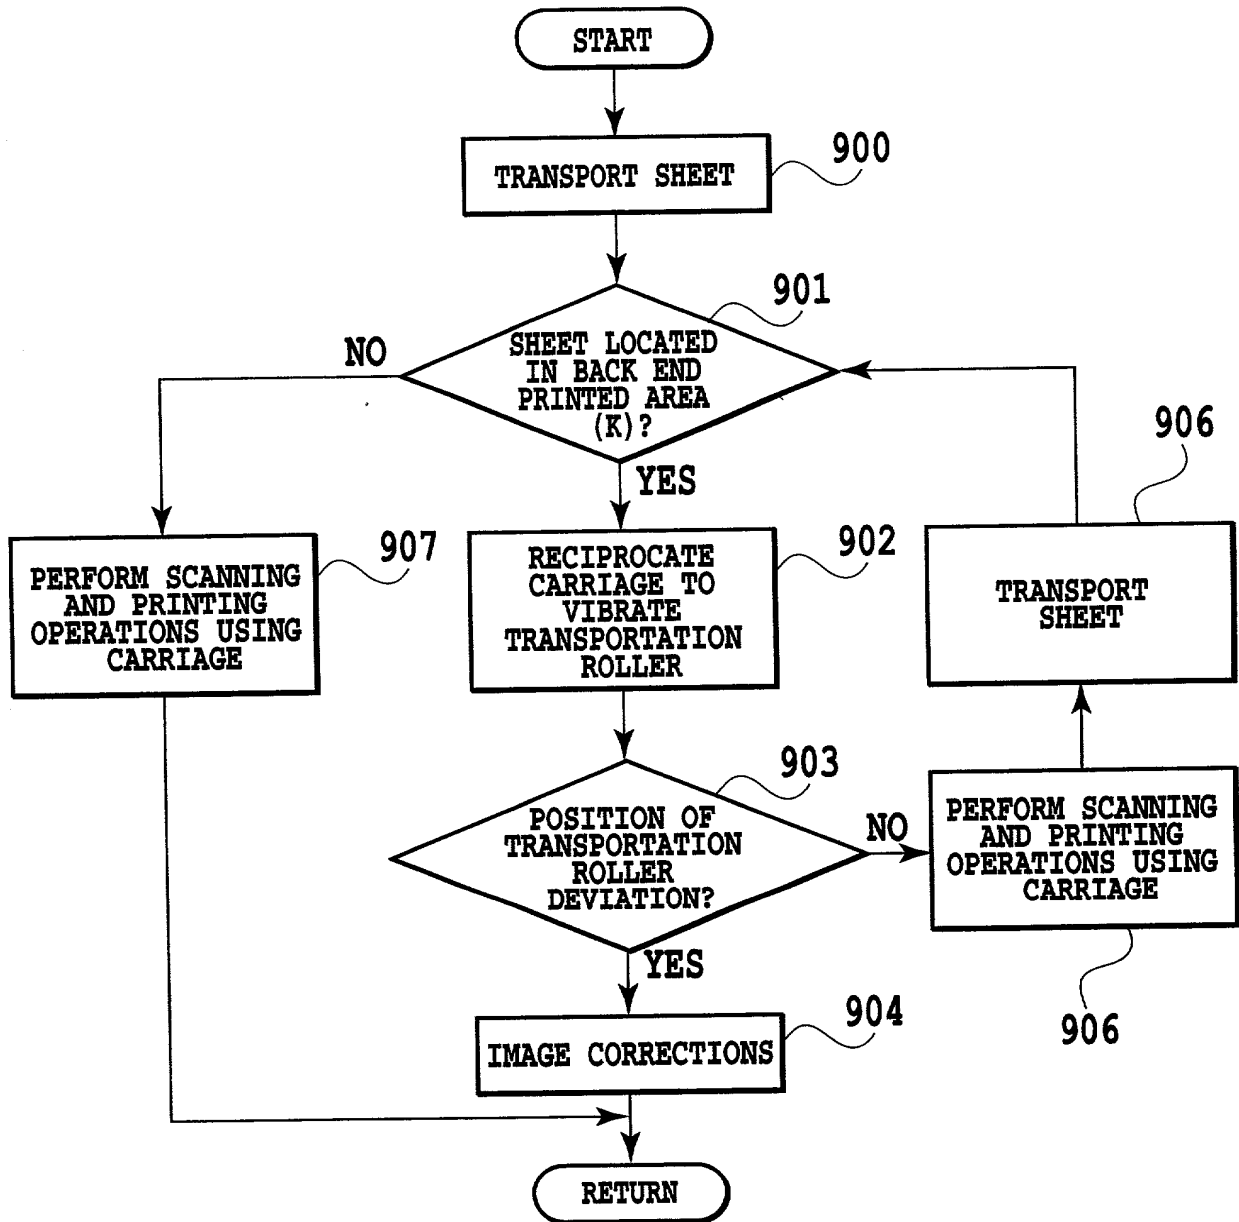 START
TRANSPORT SHEET
900
901
SHEET LOCATED
IN BACK END
PRINTED AREA
(K)?
NO
YES
906
TRANSPORT
SHEET
907
PERFORM SCANNING
AND PRINTING
OPERATIONS USING
CARRIAGE
902
RECIPROCATE
CARRIAGE TO
VIBRATE
TRANSPORTATION
ROLLER
903
POSITION OF
TRANSPORTATION
ROLLER
DEVIATION?
NO
YES
PERFORM SCANNING
AND PRINTING
OPERATIONS USING
CARRIAGE
906
904
IMAGE CORRECTIONS
RETURN